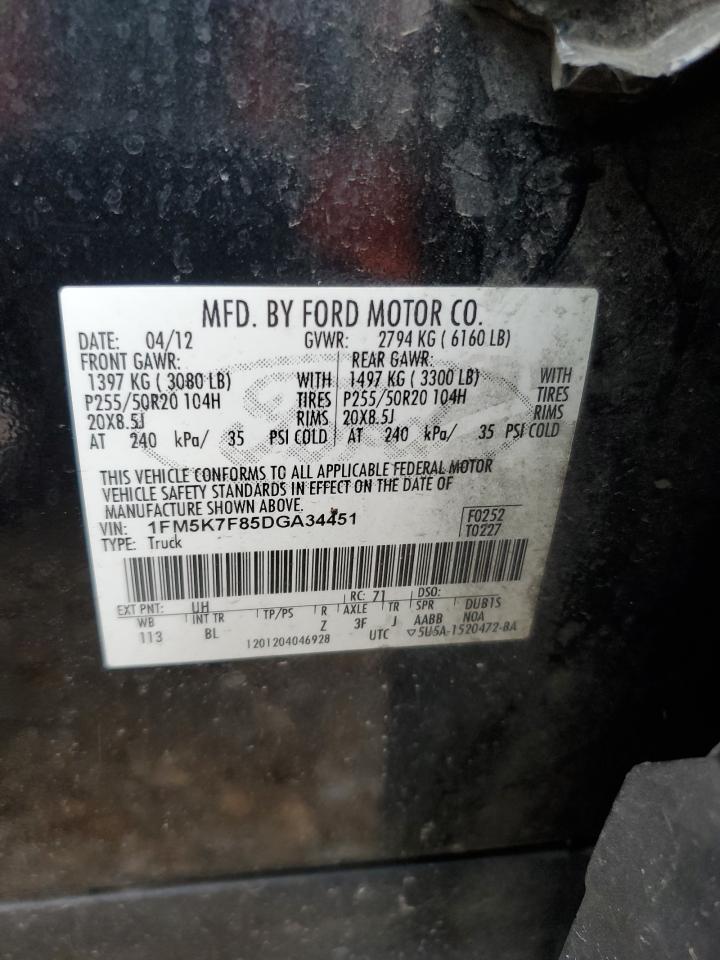 MFD. BY FORD MOTOR CO.
DATE: 04/12 GVWR: 2794 KG ( 6160 LB)
FRONT GAWR: REAR GAWR:
1397 KG ( 3080 LB) WITH 1497 KG ( 3300 LB) WITH
P255/50R20 104H TIRES P255/50R20 104H TIRES
20X8.5J RIMS 20X8.5J RIMS
AT 240 kPa/ 35 PSI COLD AT 240 kPa/ 35 PSI COLD
THIS VEHICLE CONFORMS TO ALL APPLICABLE FEDERAL MOTOR
VEHICLE SAFETY STANDARDS IN EFFECT ON THE DATE OF
MANUFACTURE SHOWN ABOVE.
VIN: 1FM5K7F85DGA34451 F0252
TYPE: Truck T0227
EXT PNT: UH RC: 71 DSO:
WB INT TR TP/PS R AXLE TR SPR DUB1S
113 BL Z 3F J AABB NOA
1201204046928 UTC ▽5U5A-1520472-BA